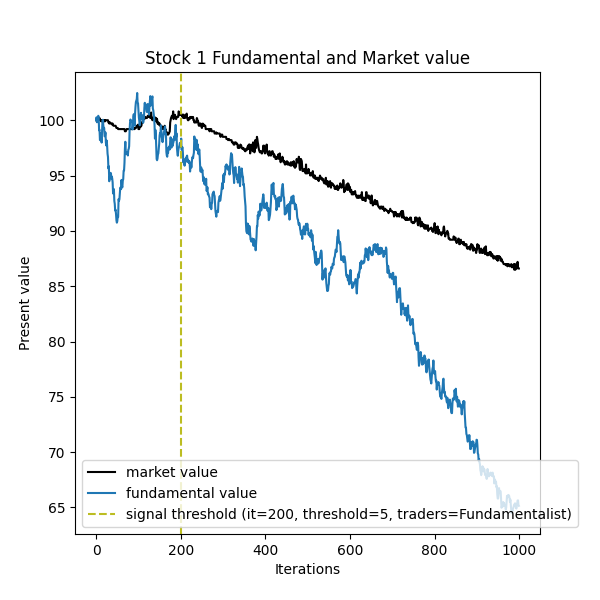 Stock 1 Fundamental and Market value
Present value
100
95
90
85
80
75
70
65
market value
fundamental value
signal threshold (it=200, threshold=5, traders=Fundamentalist)
0
200
400
600
800
1000
Iterations